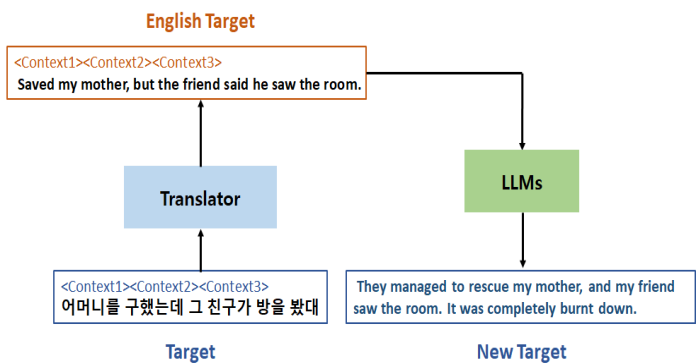 English Target
<Context1><Context2><Context3>
Saved my mother, but the friend said he saw the room.
Translator
LLMs
<Context1><Context2><Context3>
어머니를 구했는데 그 친구가 방을 봤대
They managed to rescue my mother, and my friend
saw the room. It was completely burnt down.
Target
New Target